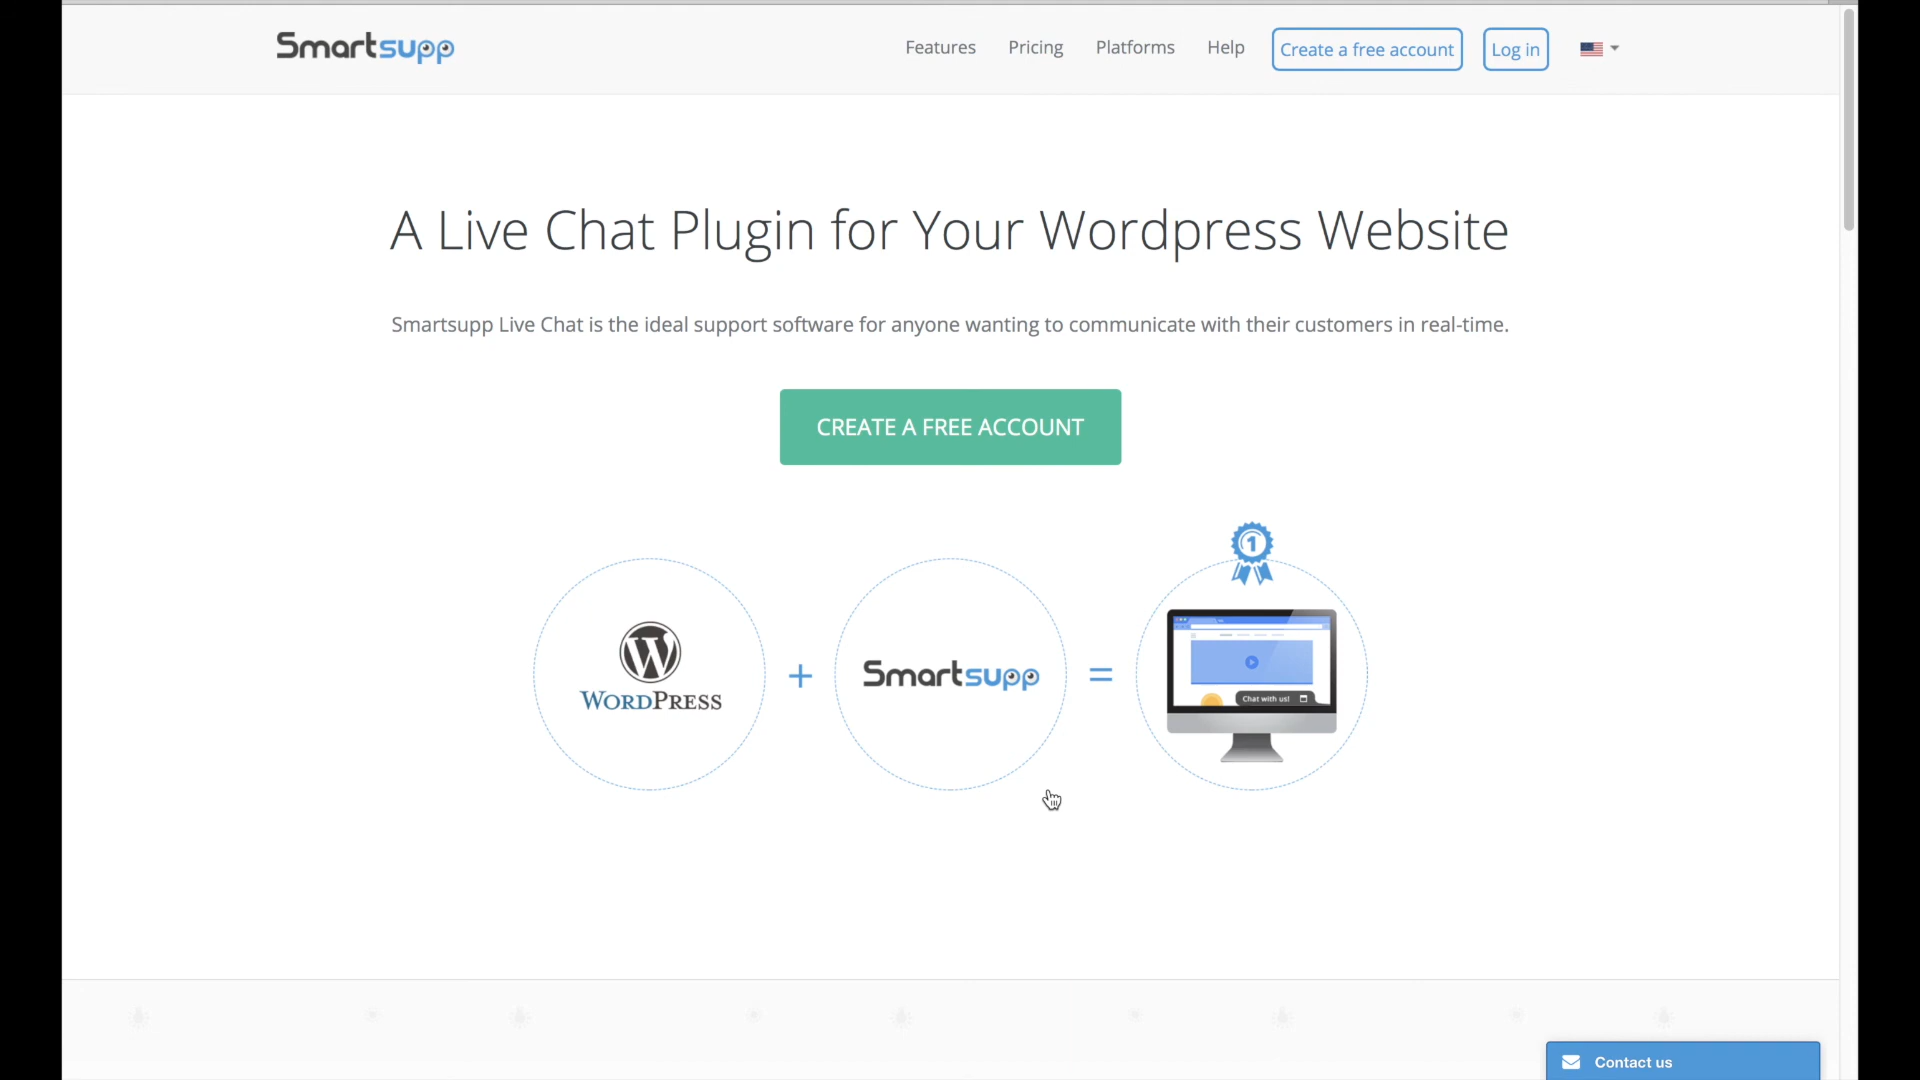 Smartsupp
Features
Pricing
Platforms
Help
Create a free account
Log in
A Live Chat Plugin for Your Wordpress Website
Smartsupp Live Chat is the ideal support software for anyone wanting to communicate with their customers in real-time.
CREATE A FREE ACCOUNT
1
W
WORDPRESS
+
Smartsupp
=
Chat with us!
Contact us